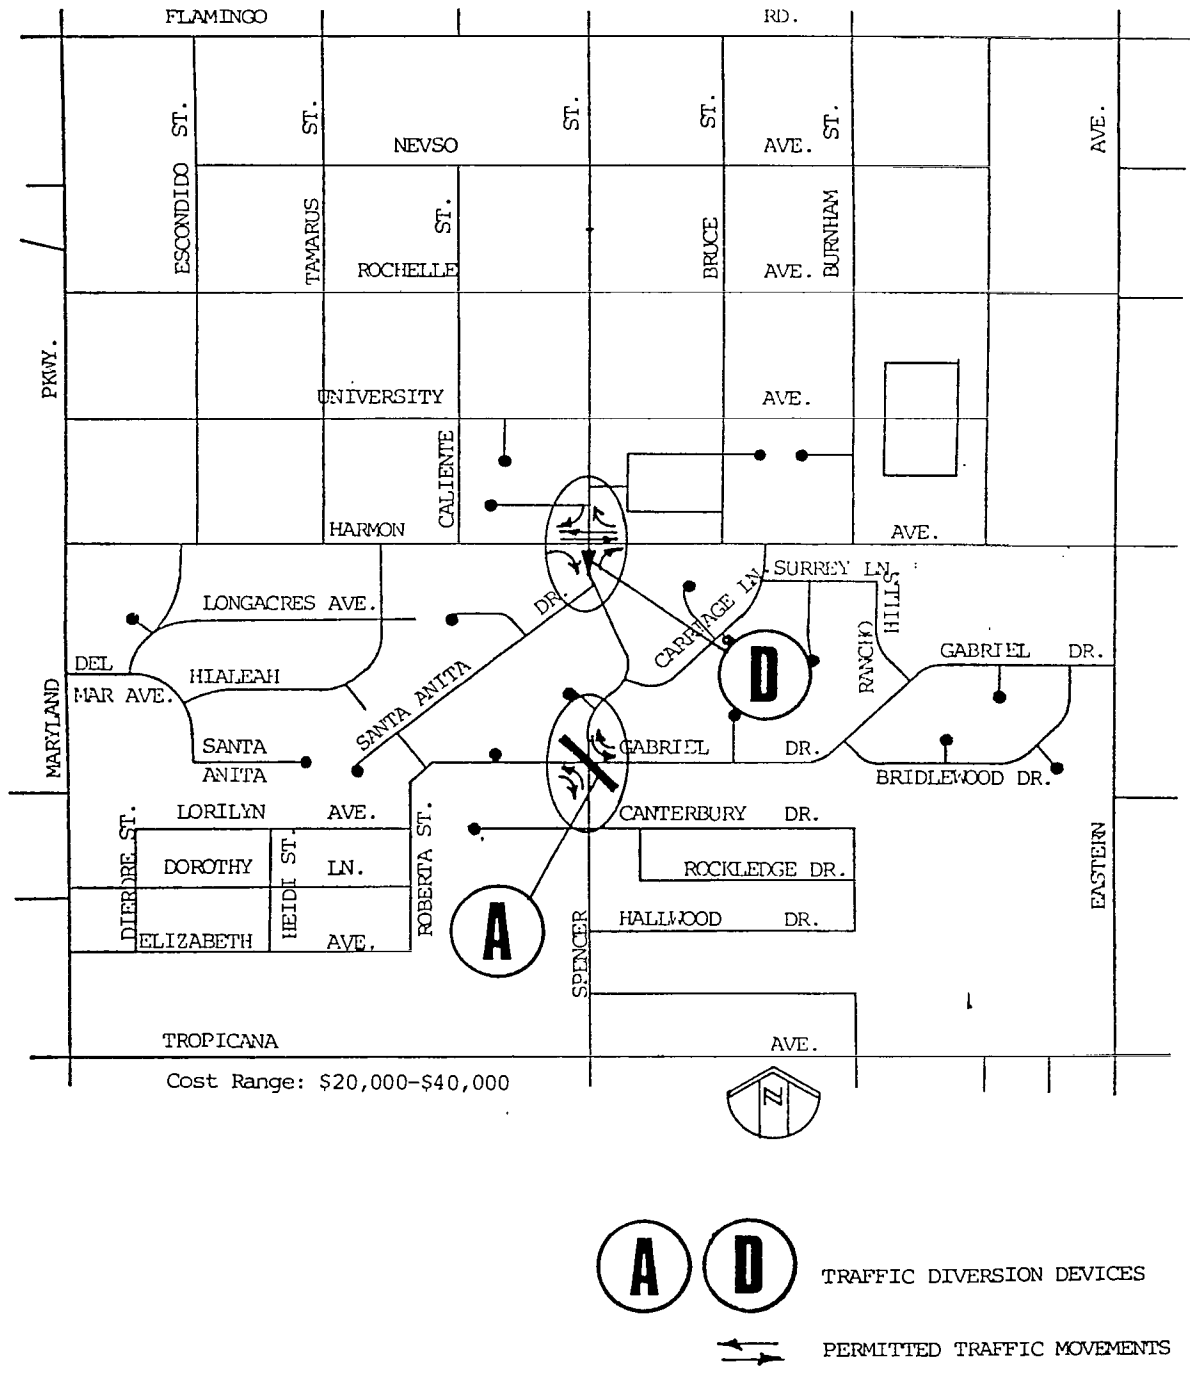 FLAMINGO RD.
ESCONDIDO ST.
TAMARUS ST.
ST.
BRUCE ST.
BURNHAM ST.
AVE.
NEVSO AVE.
ROCHELLE AVE.
CALIENTE ST.
PKWY.
UNIVERSITY AVE.
HARMON AVE.
SURREY LN.
LONGACRES AVE.
DR.
CARRIAGE LN.
RANCHO HILLS
GABRIEL DR.
DEL
MAR AVE.
HIALEAH
SANTA ANITA
D
MARYLAND
SANTA
ANITA
GABRIEL DR.
BRIDLEWOOD DR.
LORILYN AVE.
CANTERBURY DR.
DIERDRE ST.
HEIDI ST.
ROBERTA ST.
DOROTHY LN.
ROCKLEDGE DR.
EASTERN
A
SPENCER
HALLWOOD DR.
ELIZABETH AVE.
TROPICANA AVE.
Cost Range: $20,000-$40,000
N
A D TRAFFIC DIVERSION DEVICES
PERMITTED TRAFFIC MOVEMENTS